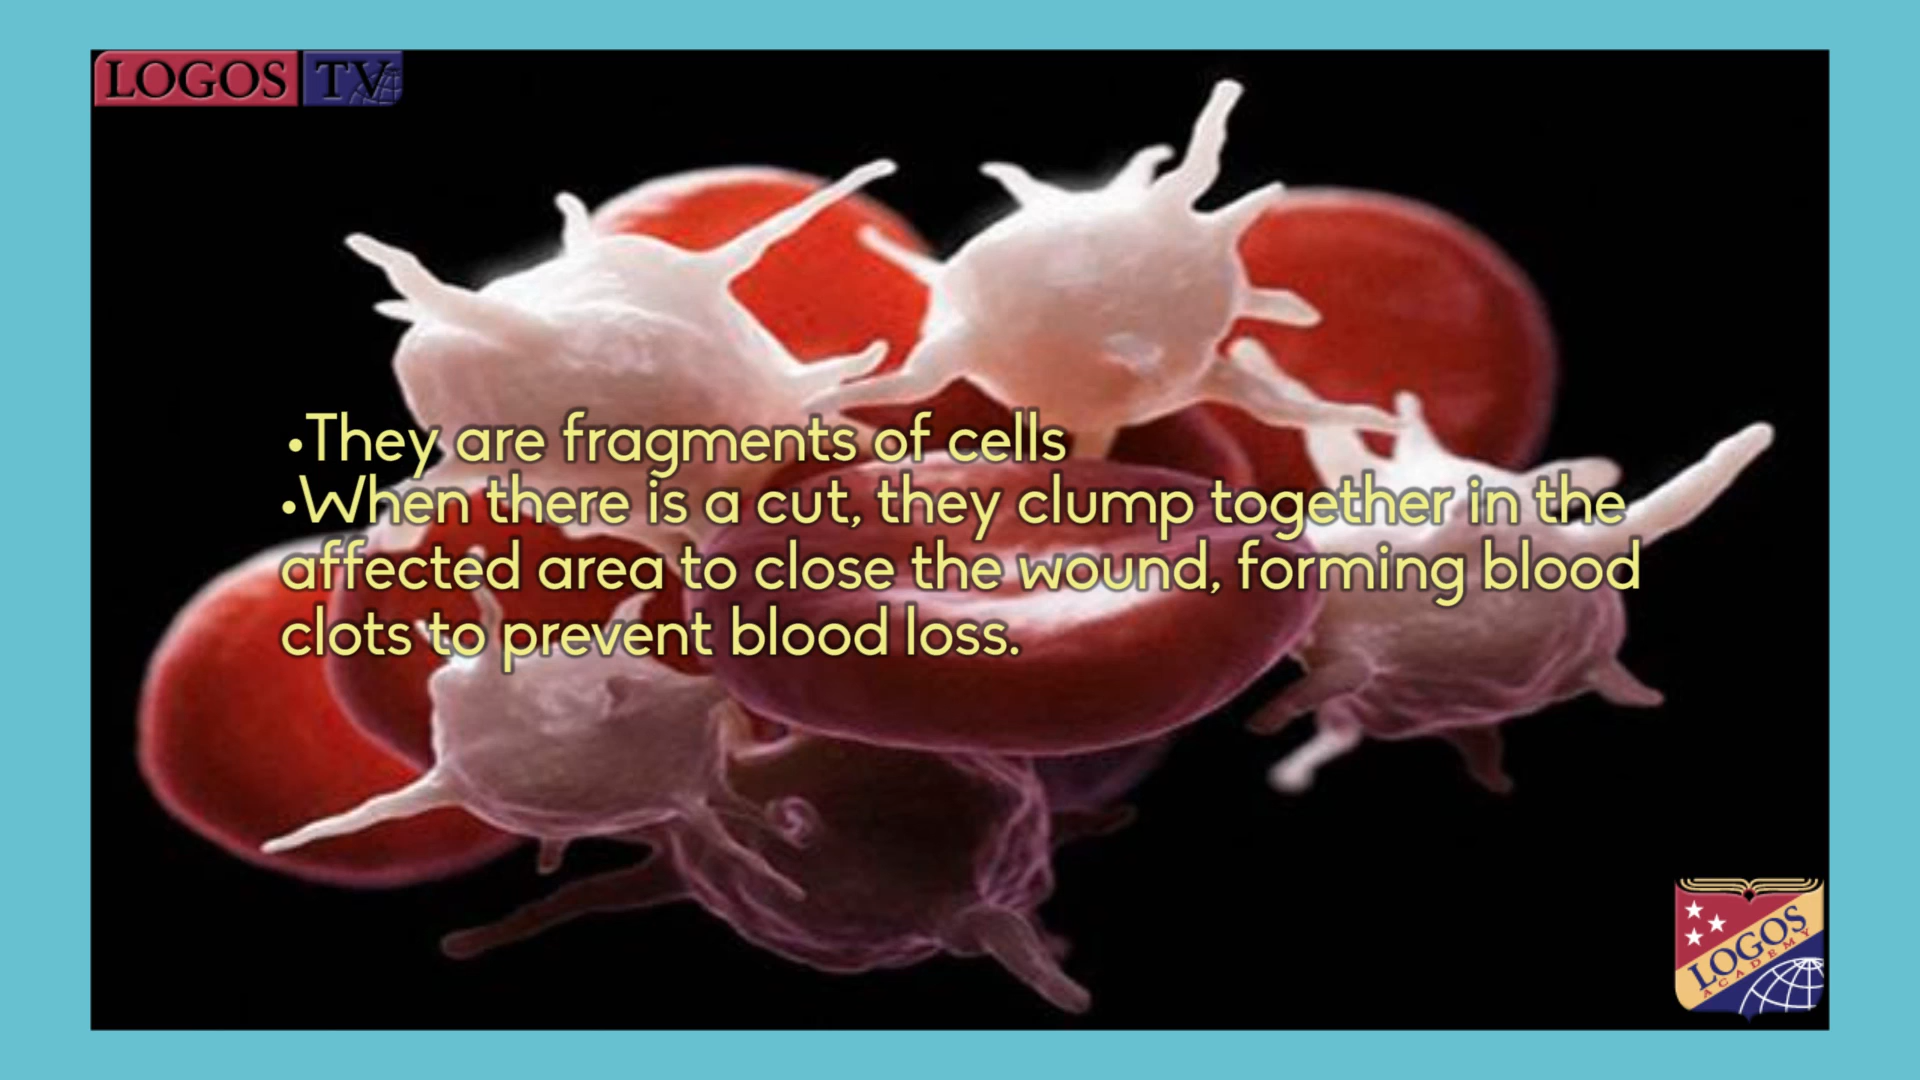 LOGOS TV
•They are fragments of cells
•When there is a cut, they clump together in the
affected area to close the wound, forming blood
clots to prevent blood loss.
LOGOS
ACADEMY